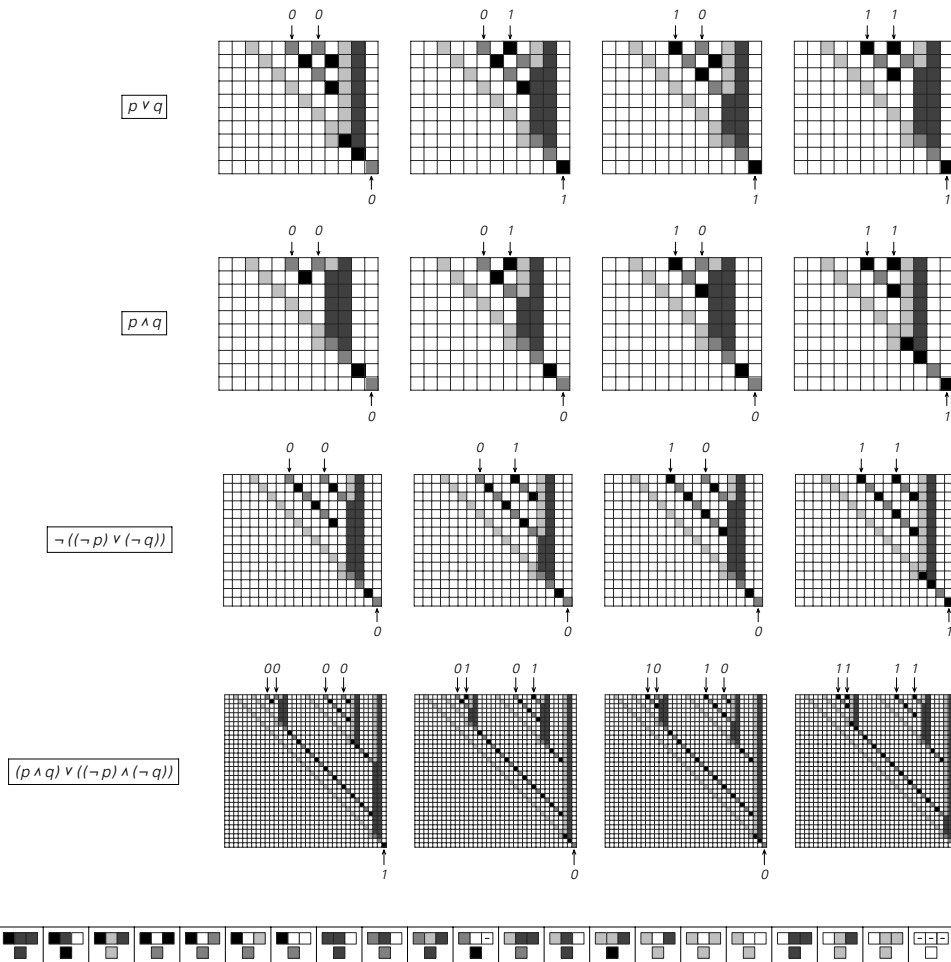 0 0 0 1 1 0 1 1
p ∨ q
0 1 1 1
0 0 0 1 1 0 1 1
p ∧ q
0 0 0 1
0 0 0 1 1 0 1 1
¬ ((¬ p) ∨ (¬ q))
0 0 0 1
00 0 0 01 0 1 10 1 0 11 1 1
(p ∧ q) ∨ ((¬ p) ∧ (¬ q))
1 0 0